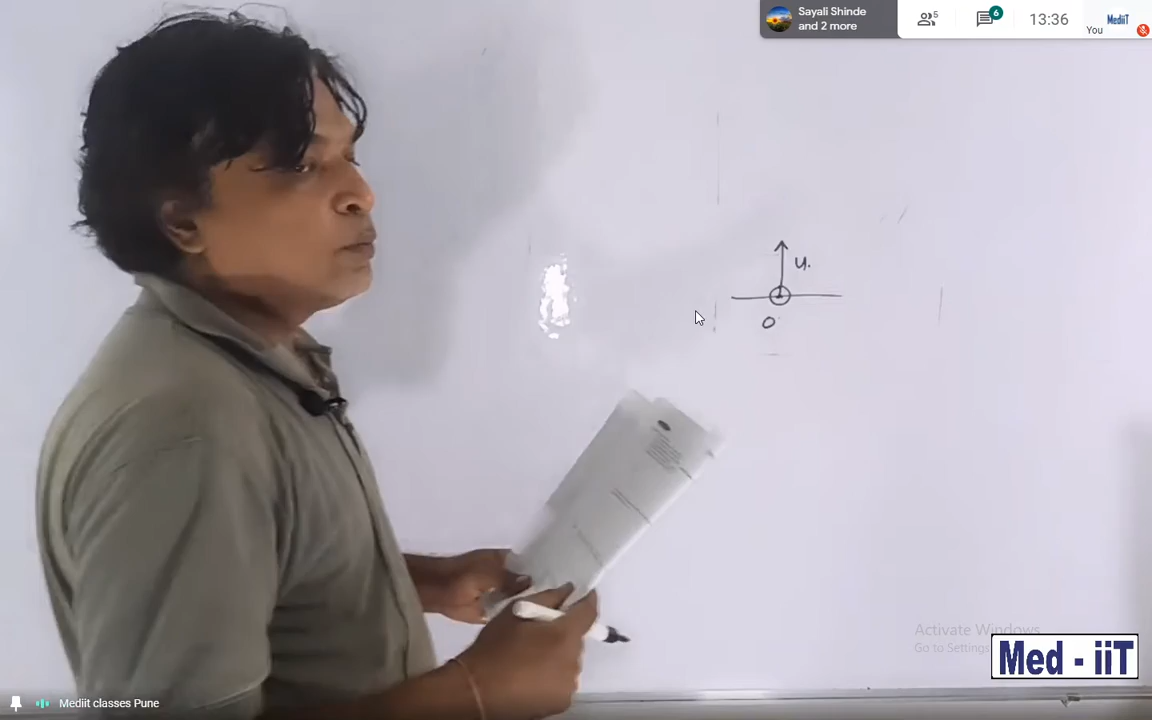 Sayali Shinde
and 2 more
5
6
13:36
MediiT
You
u.
o
Activate Windows
Go to Settings
Med - iiT
Mediit classes Pune